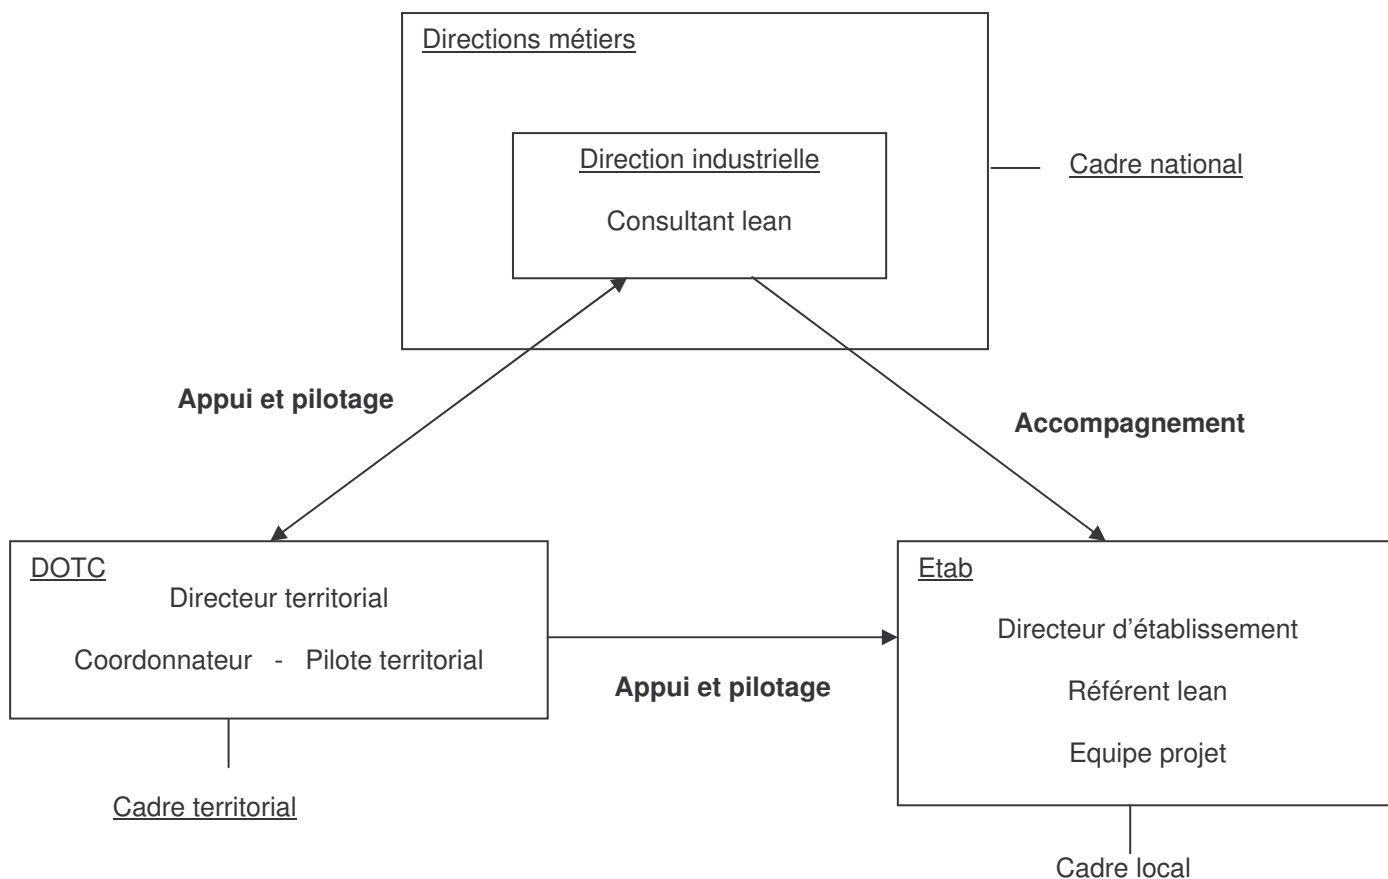 Directions métiers
Direction industrielle
Consultant lean
Cadre national
Appui et pilotage
Accompagnement
DOTC
Directeur territorial
Coordonnateur - Pilote territorial
Appui et pilotage
Etab
Directeur d’établissement
Référent lean
Equipe projet
Cadre territorial
Cadre local